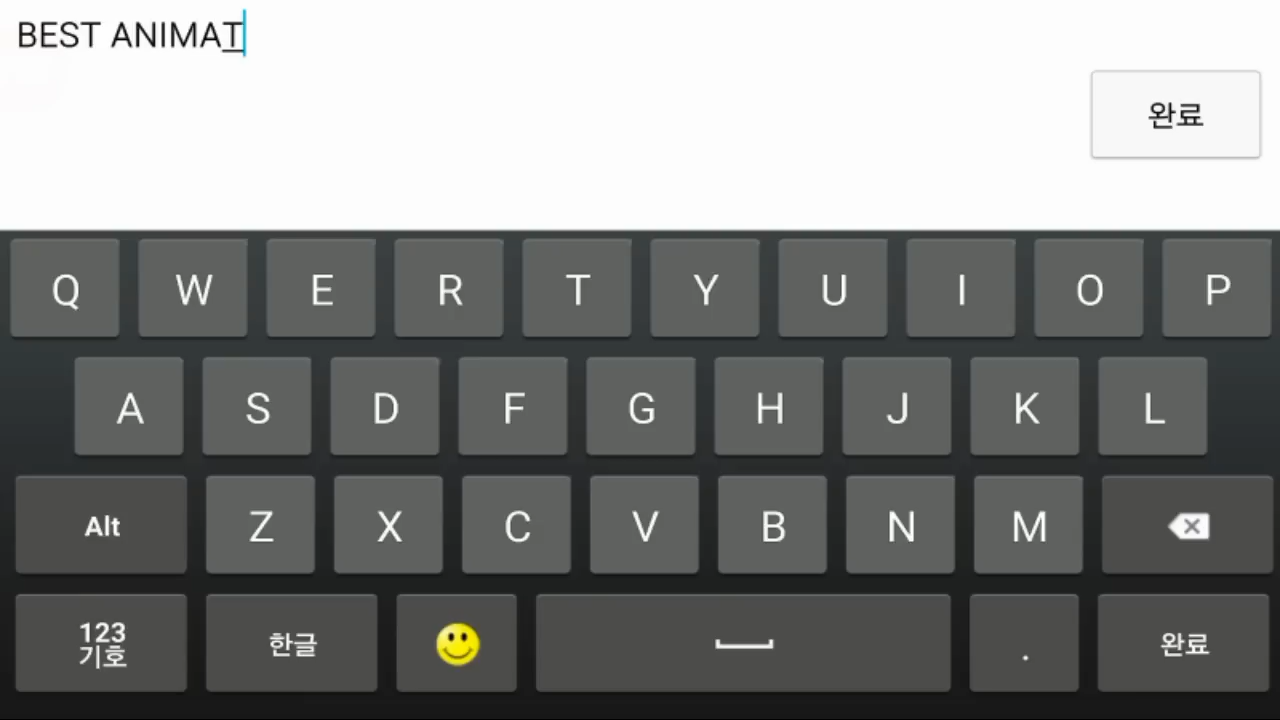 BEST ANIMAT
완료
Q W E R T Y U I O P
A S D F G H J K L
Alt Z X C V B N M
123
기호
한글 . 완료